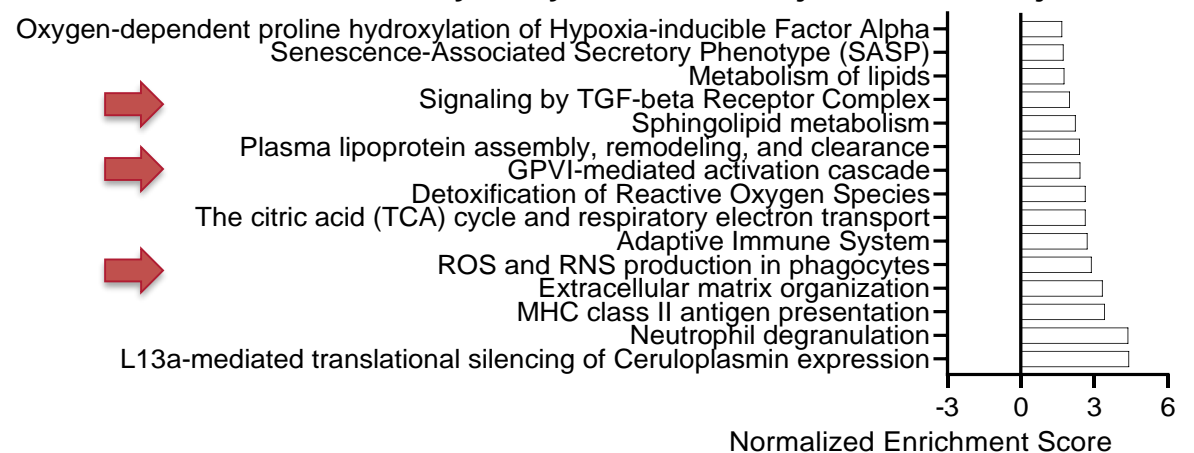 Oxygen-dependent proline hydroxylation of Hypoxia-inducible Factor Alpha
Senescence-Associated Secretory Phenotype (SASP)
Metabolism of lipids
Signaling by TGF-beta Receptor Complex
Sphingolipid metabolism
Plasma lipoprotein assembly, remodeling, and clearance
GPVI-mediated activation cascade
Detoxification of Reactive Oxygen Species
The citric acid (TCA) cycle and respiratory electron transport
Adaptive Immune System
ROS and RNS production in phagocytes
Extracellular matrix organization
MHC class II antigen presentation
Neutrophil degranulation
L13a-mediated translational silencing of Ceruloplasmin expression
-3 0 3 6
Normalized Enrichment Score